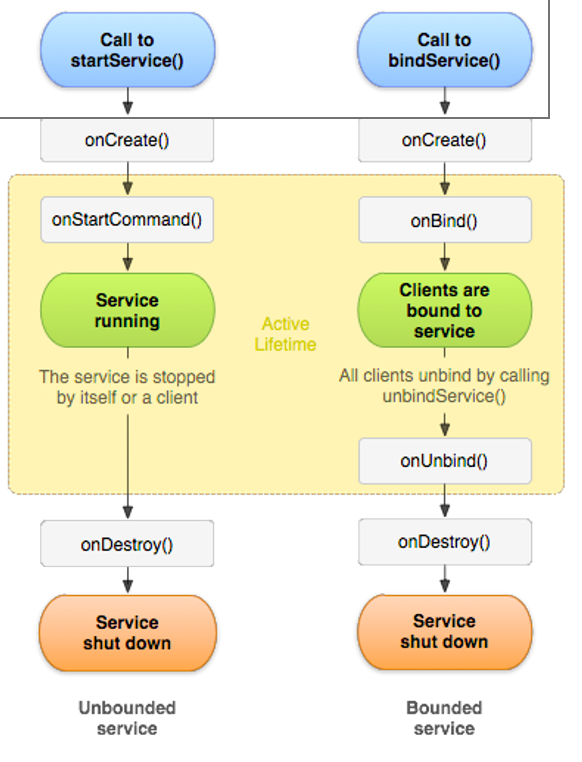 Call to
startService()
onCreate()
onStartCommand()
Service
running
The service is stopped
by itself or a client
onDestroy()
Service
shut down
Unbounded
service
Active
Lifetime
Call to
bindService()
onCreate()
onBind()
Clients are
bound to
service
All clients unbind by calling
unbindService()
onUnbind()
onDestroy()
Service
shut down
Bounded
service